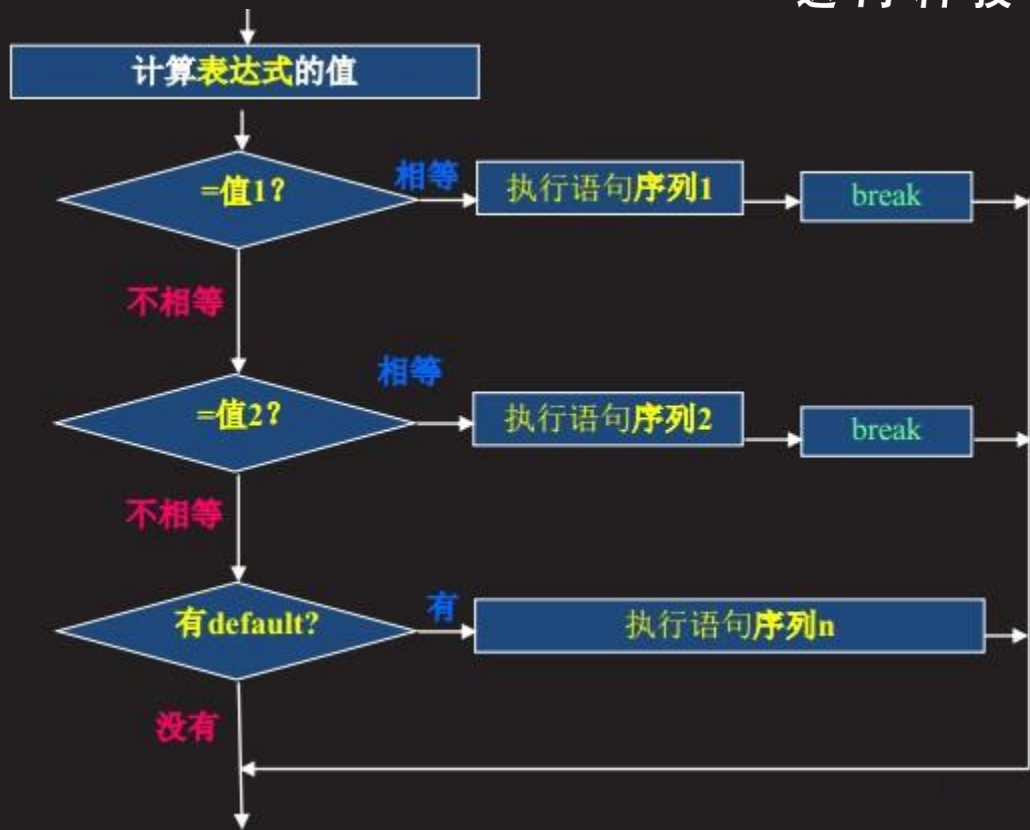 计算表达式的值
=值1?
相等
执行语句序列1
break
不相等
=值2?
相等
执行语句序列2
break
不相等
有default?
有
执行语句序列n
没有